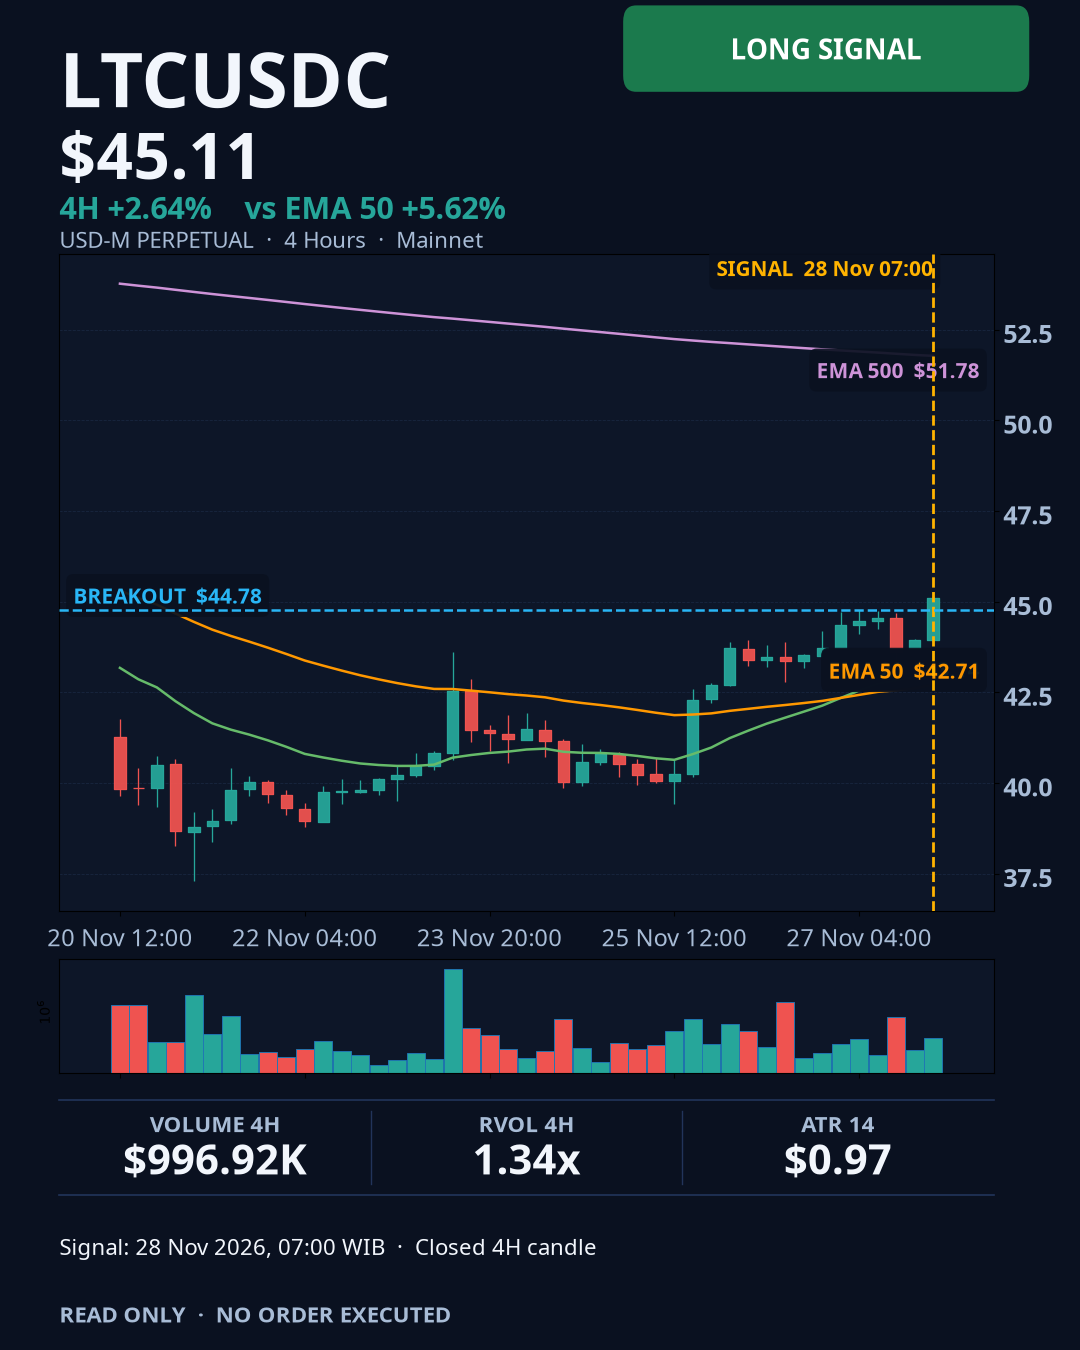 LONG SIGNAL
LTCUSDC
$45.11
4H +2.64% vs EMA 50 +5.62%
USD-M PERPETUAL · 4 Hours · Mainnet
SIGNAL 28 Nov 07:00
52.5
EMA 500 $51.78
50.0
47.5
BREAKOUT $44.78
45.0
EMA 50 $42.71
42.5
40.0
37.5
20 Nov 12:00 22 Nov 04:00 23 Nov 20:00 25 Nov 12:00 27 Nov 04:00
10⁶
VOLUME 4H RVOL 4H ATR 14
$996.92K 1.34x $0.97
Signal: 28 Nov 2026, 07:00 WIB · Closed 4H candle
READ ONLY · NO ORDER EXECUTED